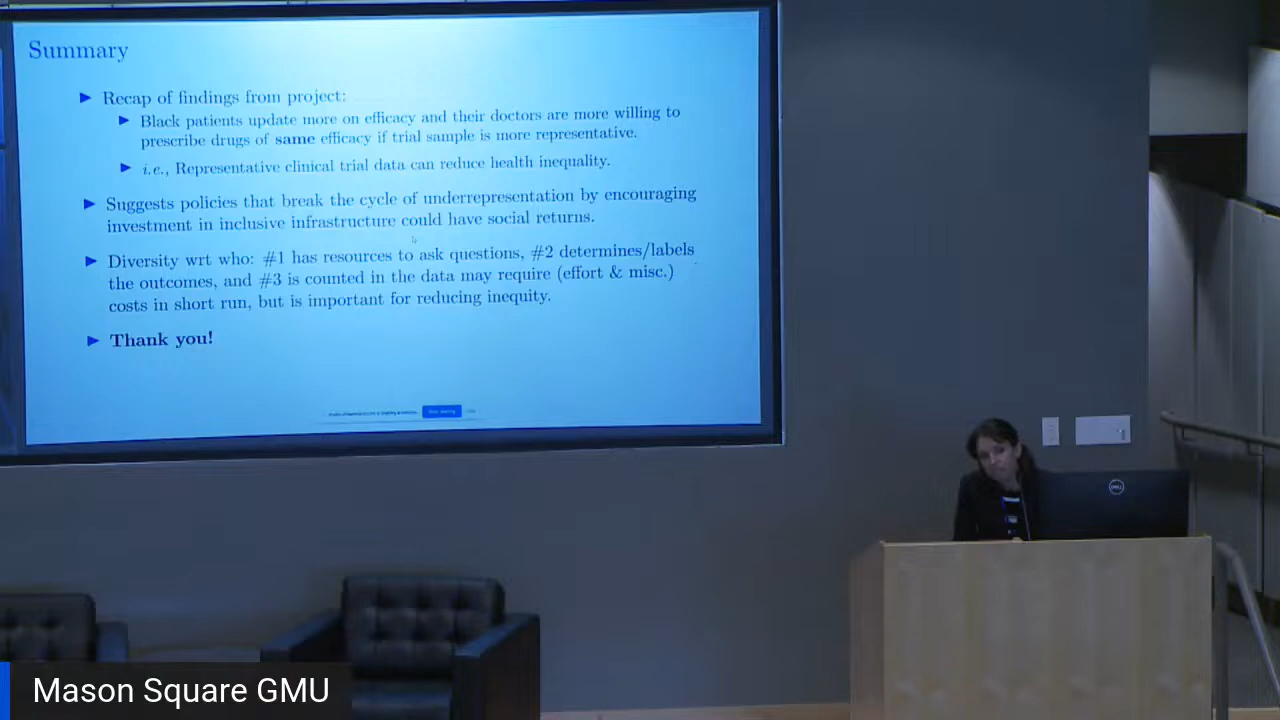 Summary
► Recap of findings from project:
► Black patients update more on efficacy and their doctors are more willing to
prescribe drugs of same efficacy if trial sample is more representative.
► i.e., Representative clinical trial data can reduce health inequality.
► Suggests policies that break the cycle of underrepresentation by encouraging
investment in inclusive infrastructure could have social returns.
► Diversity wrt who: #1 has resources to ask questions, #2 determines/labels
the outcomes, and #3 is counted in the data may require (effort & misc.)
costs in short run, but is important for reducing inequity.
► Thank you!
DELL
Mason Square GMU